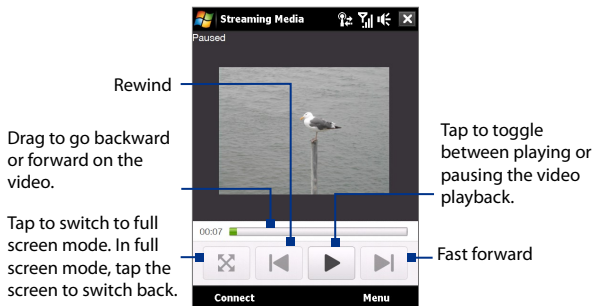 Streaming Media
Paused
Rewind
Drag to go backward
or forward on the
video.
Tap to switch to full
screen mode. In full
screen mode, tap the
screen to switch back.
00:07
Tap to toggle
between playing or
pausing the video
playback.
Fast forward
Connect
Menu